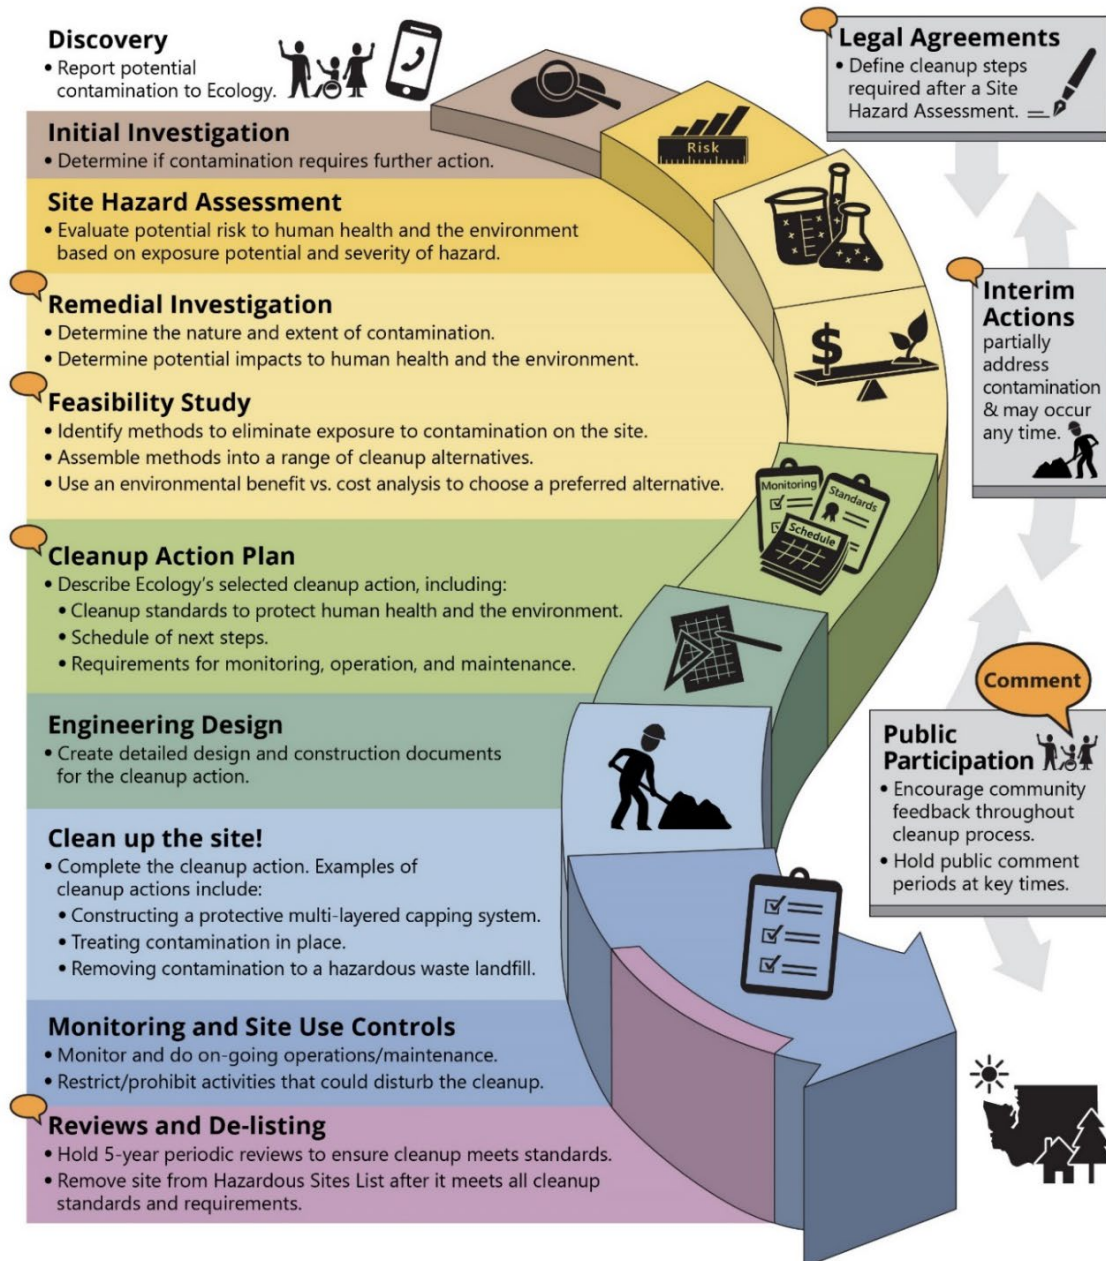 Discovery
• Report potential
contamination to Ecology.
Initial Investigation
• Determine if contamination requires further action.
Site Hazard Assessment
• Evaluate potential risk to human health and the environment
based on exposure potential and severity of hazard.
Remedial Investigation
• Determine the nature and extent of contamination.
• Determine potential impacts to human health and the environment.
Feasibility Study
• Identify methods to eliminate exposure to contamination on the site.
• Assemble methods into a range of cleanup alternatives.
• Use an environmental benefit vs. cost analysis to choose a preferred alternative.
Cleanup Action Plan
• Describe Ecology's selected cleanup action, including:
• Cleanup standards to protect human health and the environment.
• Schedule of next steps.
• Requirements for monitoring, operation, and maintenance.
Engineering Design
• Create detailed design and construction documents
for the cleanup action.
Clean up the site!
• Complete the cleanup action. Examples of
cleanup actions include:
• Constructing a protective multi-layered capping system.
• Treating contamination in place.
• Removing contamination to a hazardous waste landfill.
Monitoring and Site Use Controls
• Monitor and do on-going operations/maintenance.
• Restrict/prohibit activities that could disturb the cleanup.
Reviews and De-listing
• Hold 5-year periodic reviews to ensure cleanup meets standards.
• Remove site from Hazardous Sites List after it meets all cleanup
standards and requirements.
Risk
$
Monitoring
Standards
Schedule
Legal Agreements
• Define cleanup steps
required after a Site
Hazard Assessment.
Interim
Actions
partially
address
contamination
& may occur
any time.
Comment
Public
Participation
• Encourage community
feedback throughout
cleanup process.
• Hold public comment
periods at key times.